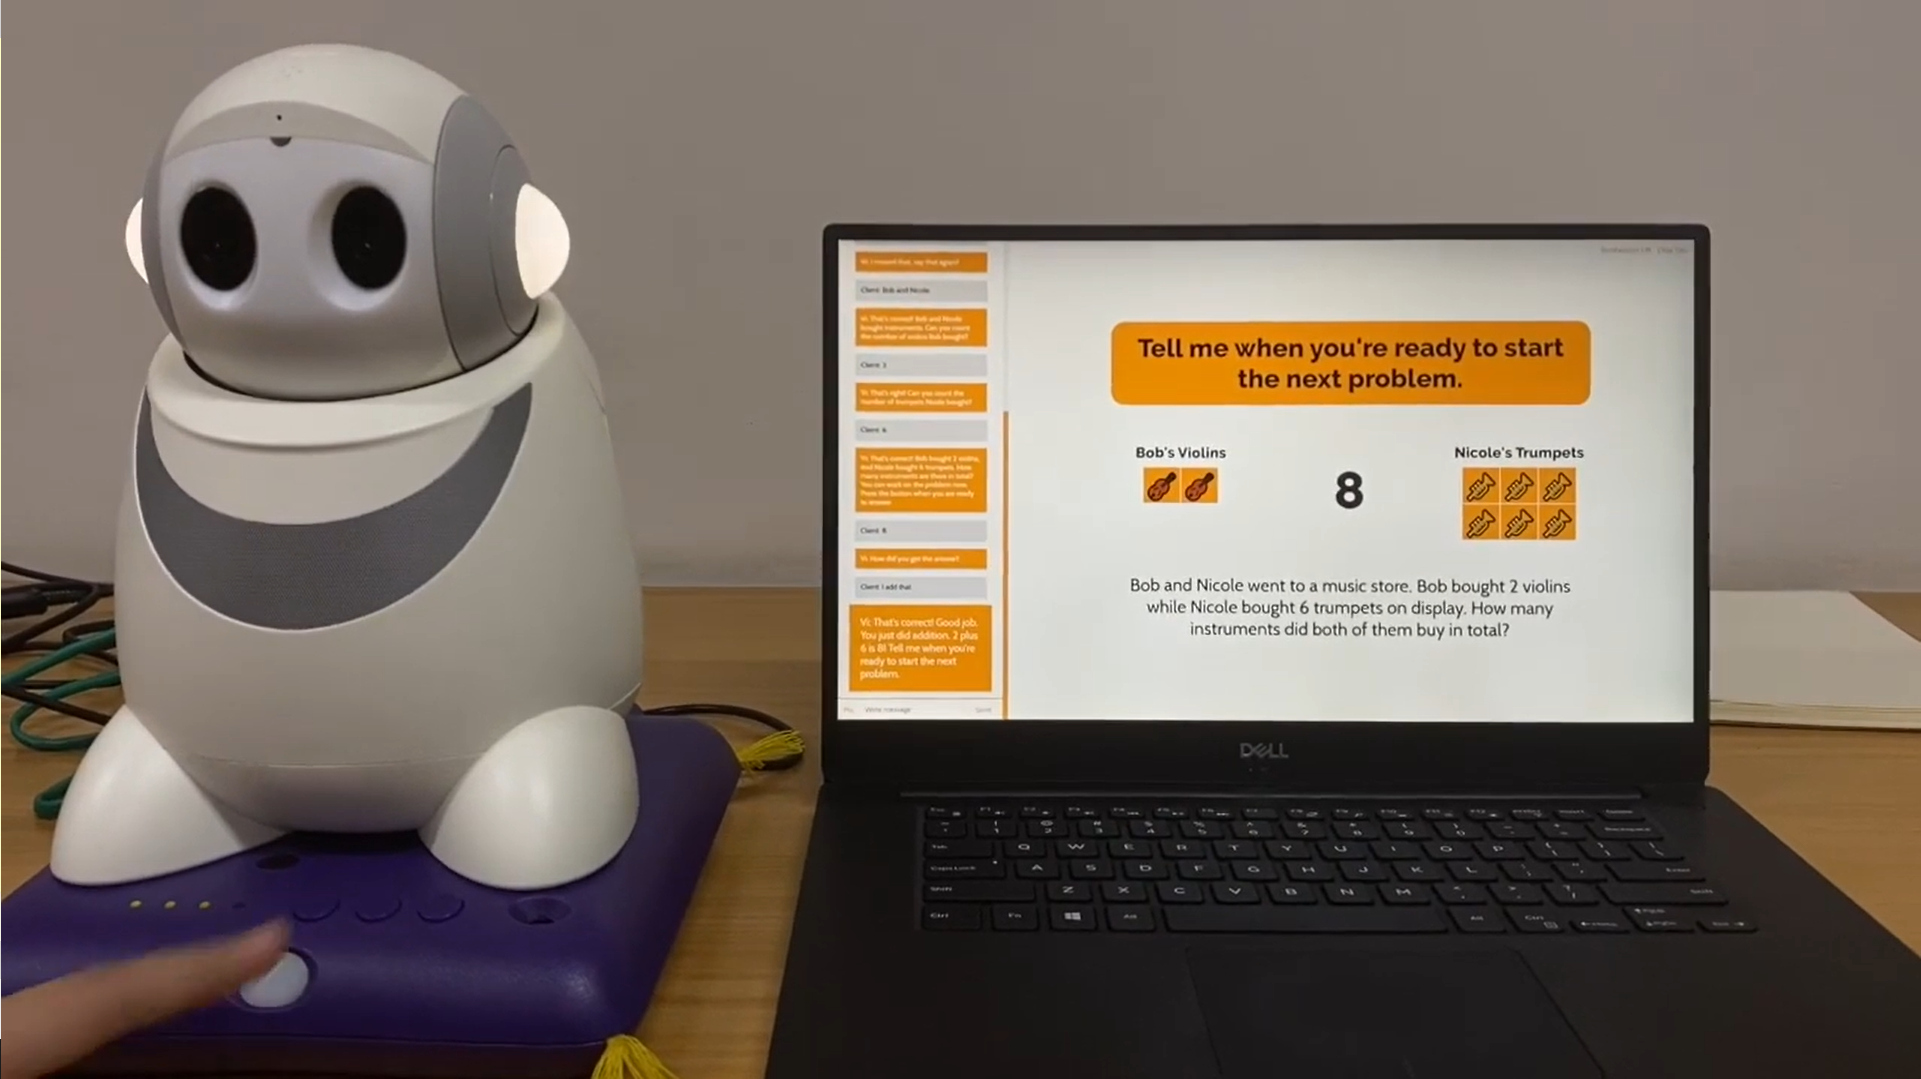 Vi: I missed that, say that again?
Client: Bob and Nicole
Vi: That's correct! Bob and Nicole
bought instruments. Can you count
the number of violins Bob bought?
Client: 2
Vi: That's right! Can you count the
number of trumpets Nicole bought?
Client: 6
Vi: That's correct! Bob bought 2 violins,
and Nicole bought 6 trumpets. How
many instruments are there in total?
You can work on the problem now.
Press the button when you are ready
to answer.
Client: 8
Vi: How did you get the answer?
Client: I add that
Vi: That's correct! Good job.
You just did addition. 2 plus
6 is 8! Tell me when you're
ready to start the next
problem.
Write message
Send
Tell me when you're ready to start
the next problem.
Bob's Violins
8
Nicole's Trumpets
Bob and Nicole went to a music store. Bob bought 2 violins
while Nicole bought 6 trumpets on display. How many
instruments did both of them buy in total?
DELL
Q W E R T Y U I O P
Caps Lock A S D F G H J K L
Shift Z X C V B N M
Ctrl Fn Alt Alt Ctrl